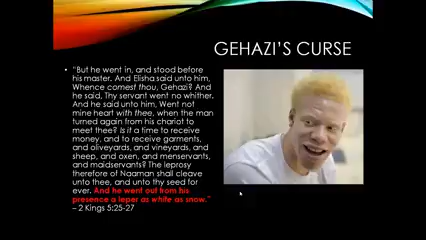 GEHAZI'S CURSE
• "But he went in, and stood before
his master. And Elisha said unto him,
Whence comest thou, Gehazi? And
he said, Thy servant went no whither.
And he said unto him, Went not
mine heart with thee, when the man
turned again from his chariot to
meet thee? Is it a time to receive
money, and to receive garments,
and oliveyards, and vineyards, and
sheep, and oxen, and menservants,
and maidservants? The leprosy
therefore of Naaman shall cleave
unto thee, and unto thy seed for
ever. And he went out from his
presence a leper as white as snow."
– 2 Kings 5:25-27